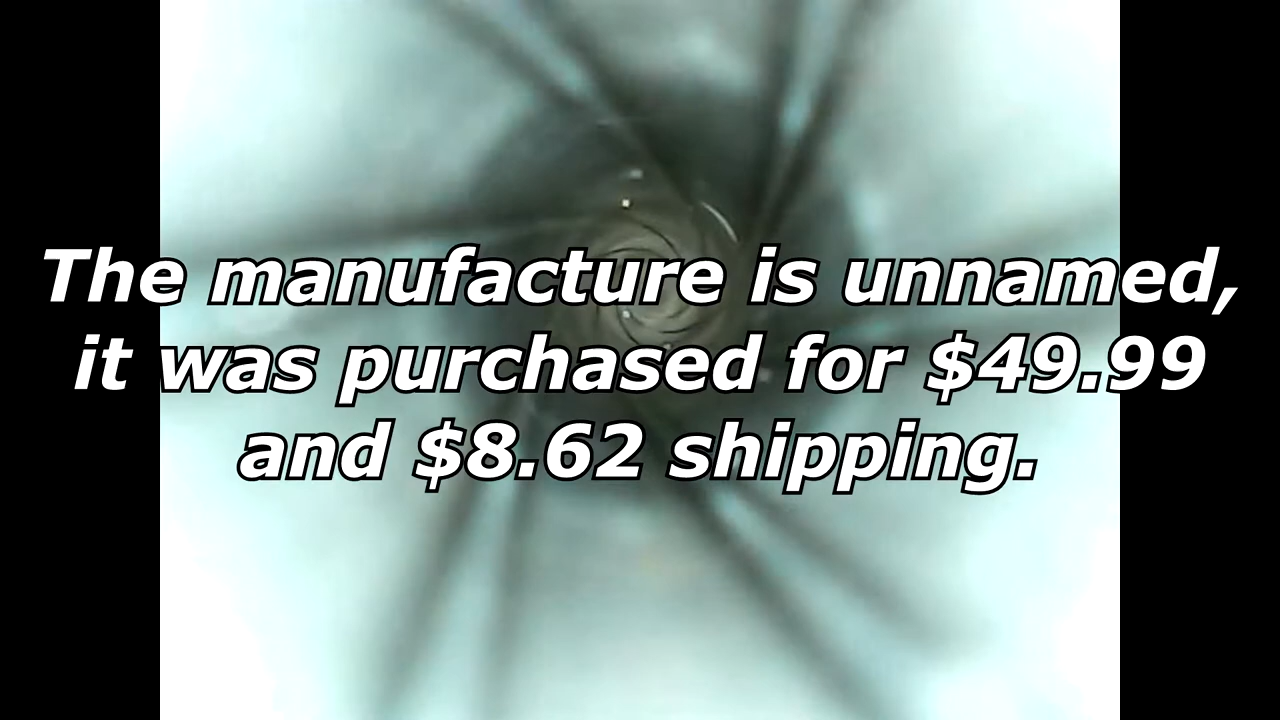 The manufacture is unnamed,
it was purchased for $49.99
and $8.62 shipping.